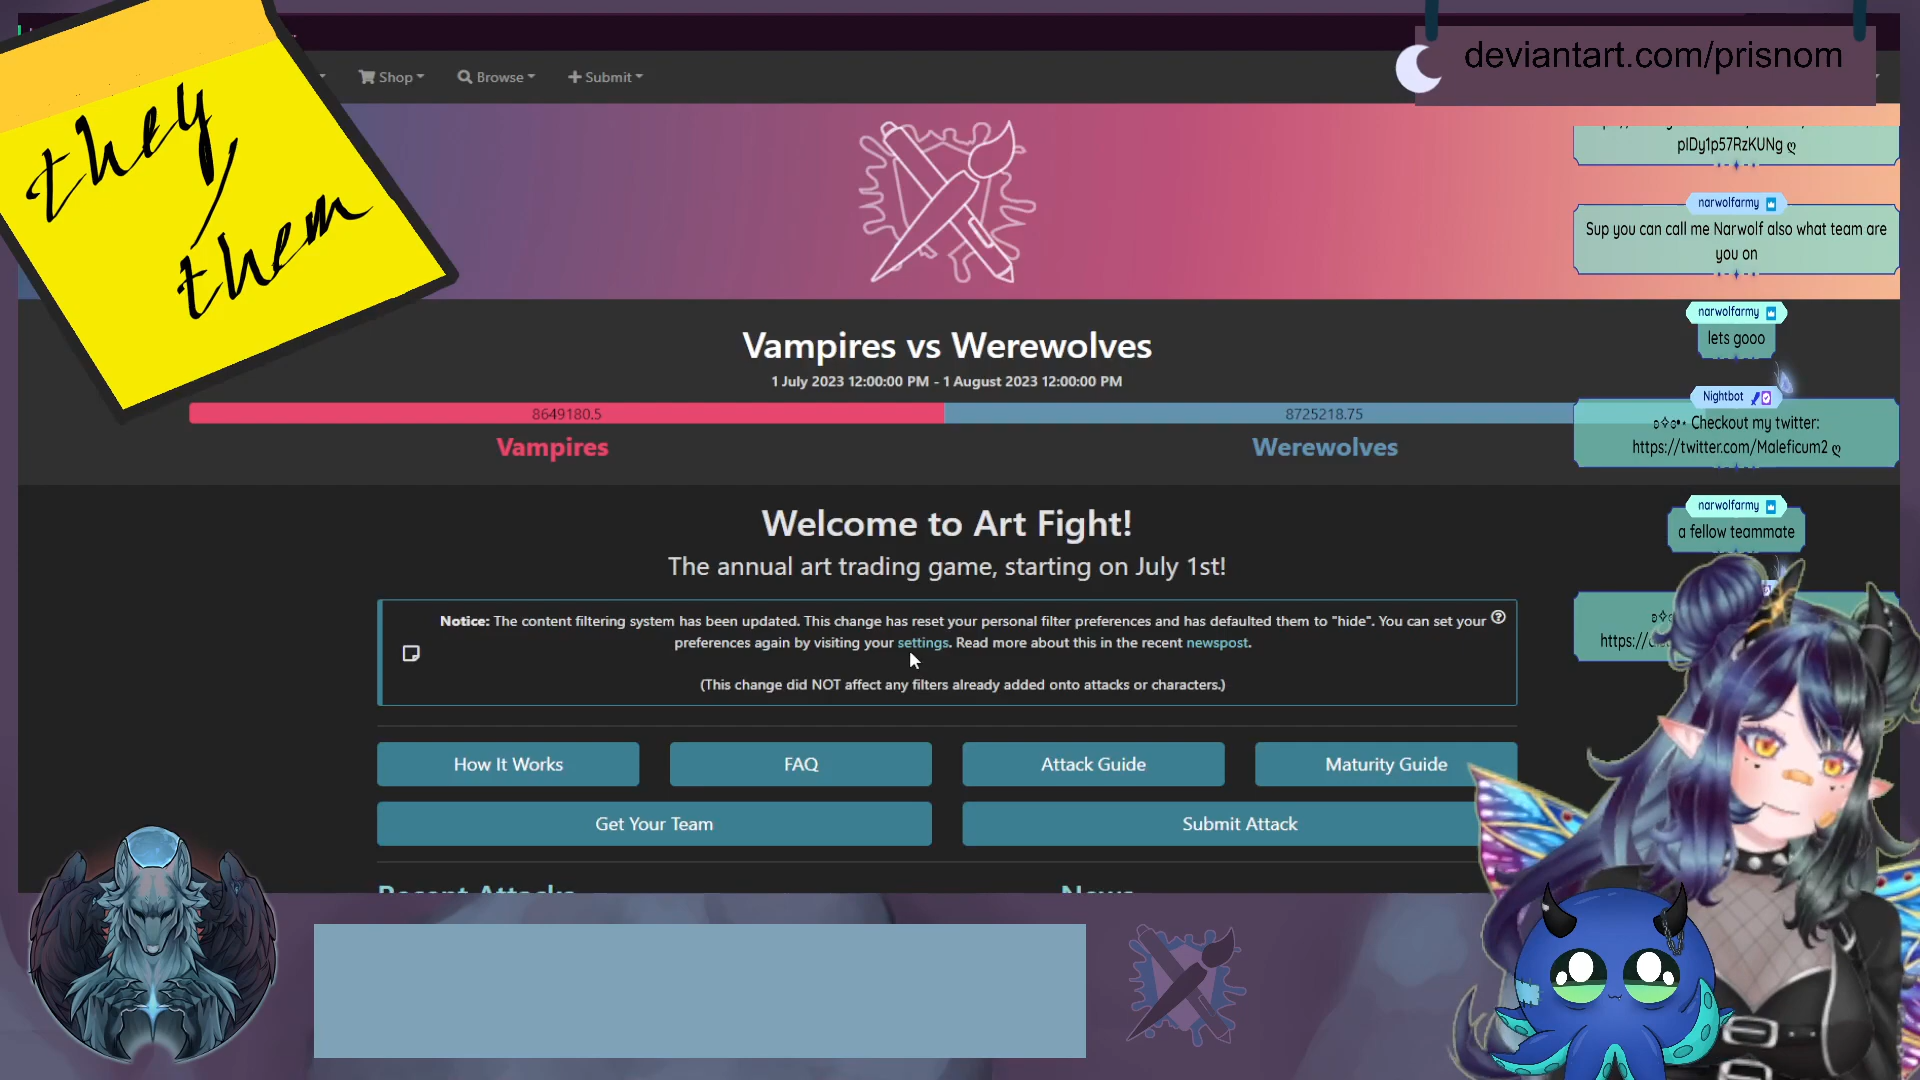 they
/
them
Shop
Browse
Submit
deviantart.com/prisnom
Vampires vs Werewolves
1 July 2023 12:00:00 PM - 1 August 2023 12:00:00 PM
8649180.5
8725218.75
Vampires
Werewolves
Welcome to Art Fight!
The annual art trading game, starting on July 1st!
Notice: The content filtering system has been updated. This change has reset your personal filter preferences and has defaulted them to "hide". You can set your
preferences again by visiting your settings. Read more about this in the recent newspost.
(This change did NOT affect any filters already added onto attacks or characters.)
How It Works
FAQ
Attack Guide
Maturity Guide
Get Your Team
Submit Attack
Recent Attacks
News
pIDy1p57RzKUNg ღ
narwolfarmy
Sup you can call me Narwolf also what team are
you on
narwolfarmy
lets gooo
Nightbot
Checkout my twitter:
https://twitter.com/Maleficum2 ღ
narwolfarmy
a fellow teammate